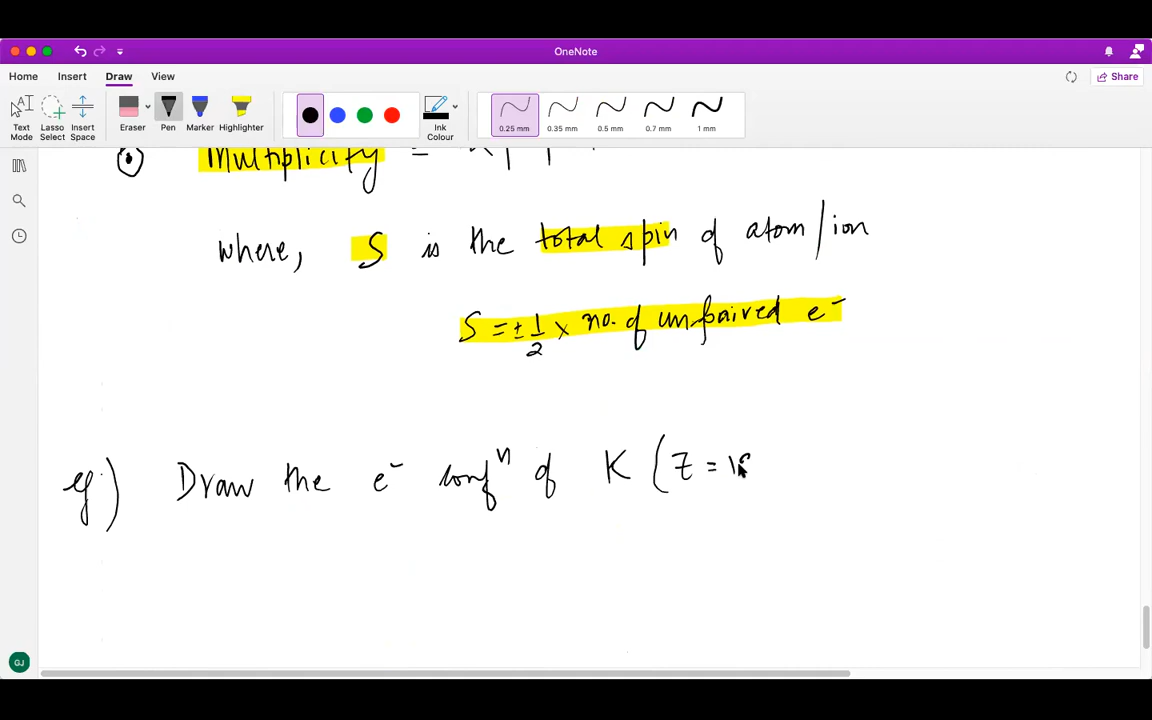 OneNote
Home Insert Draw View
Share
Text Mode
Lasso Select
Insert Space
Eraser
Pen
Marker
Highlighter
Ink Colour
0.25 mm
0.35 mm
0.5 mm
0.7 mm
1 mm
Multiplicity =
where, S is the total spin of atom/ion
S = ± 1/2 × no. of unpaired e⁻
eg) Draw the e⁻ confⁿ of K (Z =
GJ